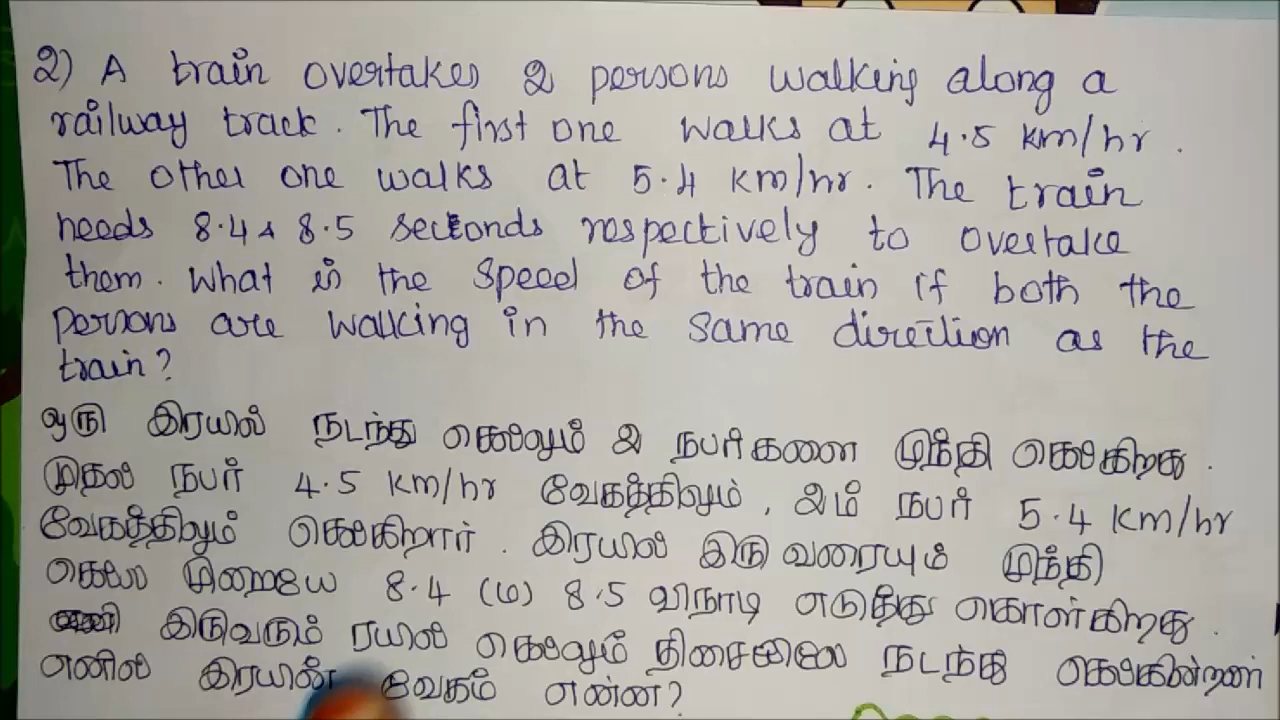 2) A train overtakes 2 persons walking along a
railway track. The first one walks at 4.5 km/hr.
The other one walks at 5.4 km/hr. The train
needs 8.4 & 8.5 seconds respectively to overtake
them. What is the speed of the train if both the
persons are walking in the same direction as the
train?
ஒரு இரயில் நடந்து செல்லும் 2 நபர்களை முந்தி செல்கிறது.
முதல் நபர் 4.5 km/hr வேகத்திலும், 2ம் நபர் 5.4 km/hr
வேகத்திலும் செல்கிறார். இரயில் இருவரையும் முந்தி
செல்ல முறையே 8.4 (ம) 8.5 வினாடி எடுத்து கொள்கிறது.
இருவரும் ரயில் செல்லும் திசையிலே நடந்து செல்கின்றனர்
எனில் இரயிலின் வேகம் என்ன?